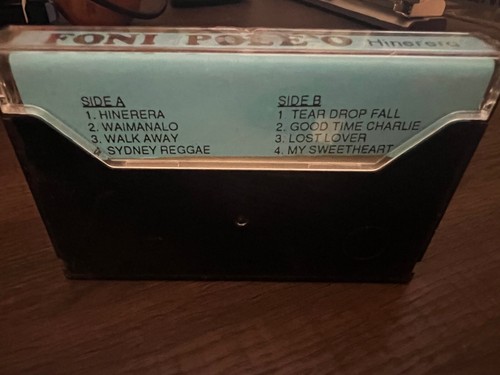 FONI POLE'O Hinerera
SIDE A
1. HINERERA
2. WAIMANALO
3. WALK AWAY
4 SYDNEY REGGAE
SIDE B
1 TEAR DROP FALL
2. GOOD TIME CHARLIE
3. LOST LOVER
4. MY SWEETHEART